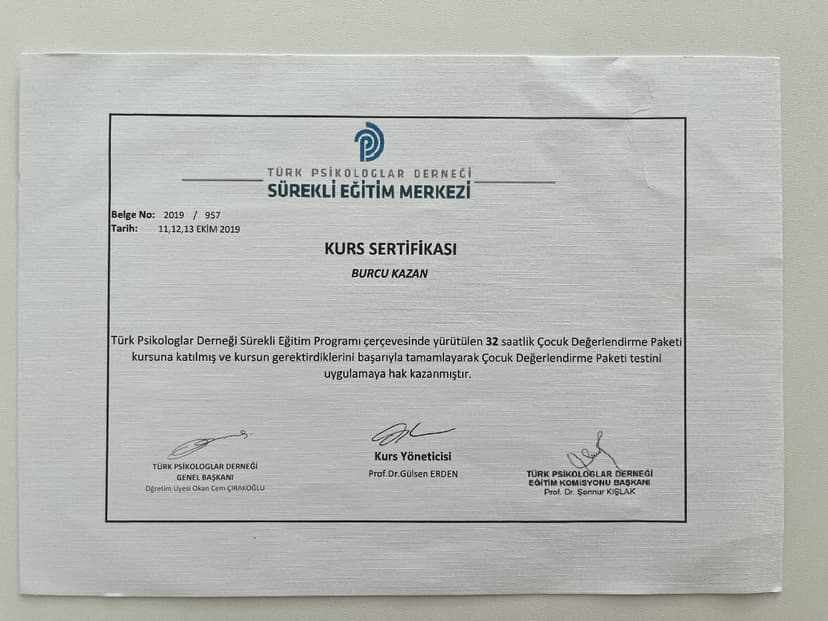 TÜRK PSİKOLOGLAR DERNEĞİ
SÜREKLİ EĞİTİM MERKEZİ
Belge No: 2019 / 957
Tarih: 11,12,13 EKİM 2019
KURS SERTİFİKASI
BURCU KAZAN
Türk Psikologlar Derneği Sürekli Eğitim Programı çerçevesinde yürütülen 32 saatlik Çocuk Değerlendirme Paketi
kursuna katılmış ve kursun gerektirdiklerini başarıyla tamamlayarak Çocuk Değerlendirme Paketi testini
uygulamaya hak kazanmıştır.
TÜRK PSİKOLOGLAR DERNEĞİ
GENEL BAŞKANI
Öğretim Üyesi Okan Cem ÇIRAKOĞLU
Kurs Yöneticisi
Prof.Dr.Gülsen ERDEN
TÜRK PSİKOLOGLAR DERNEĞİ
EĞİTİM KOMİSYONU BAŞKANI
Prof. Dr. Şennur KIŞLAK